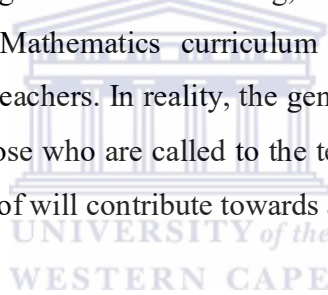 Mathematics curriculum
eachers. In reality, the gen
ose who are called to the te
of will contribute towards
UNIVERSITY of the
WESTERN CAPE